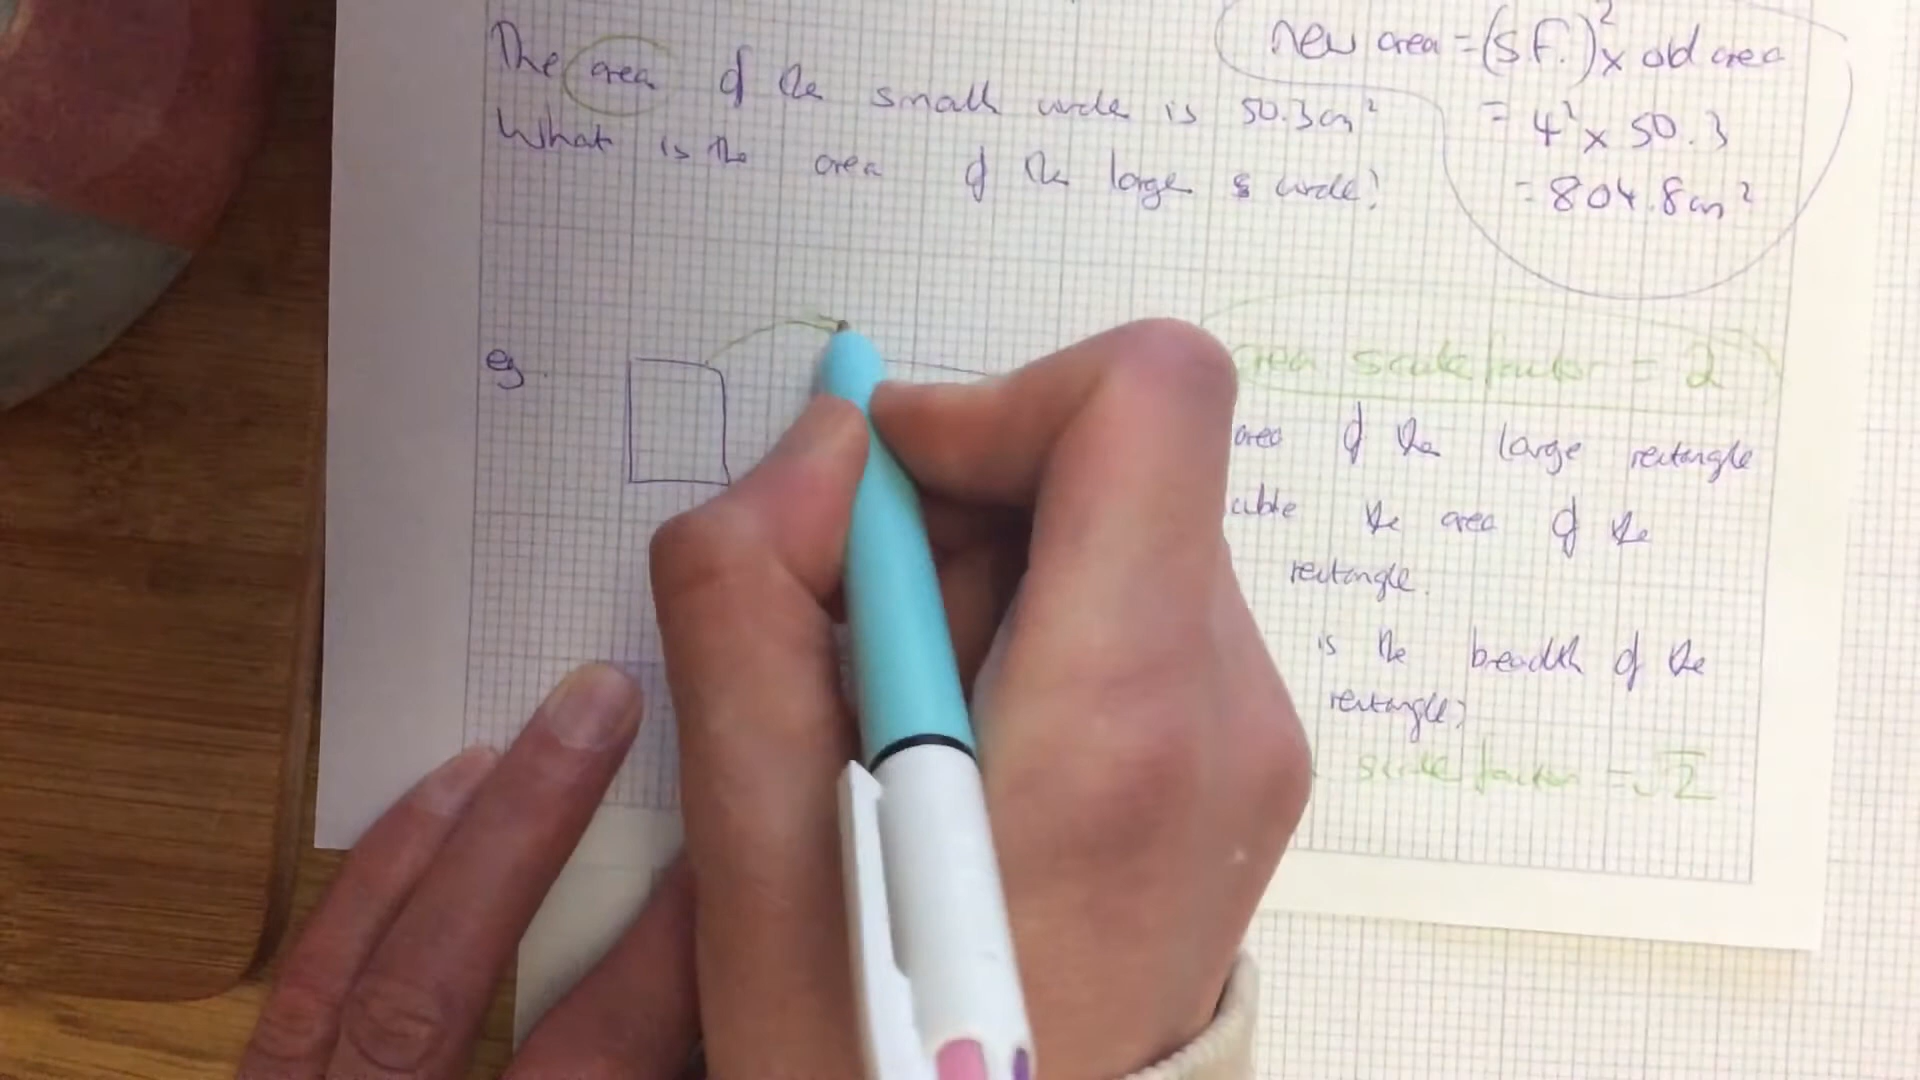 The area of the small circle is 50.3cm²
What is the area of the large circle?
new area = (S.F.)² x old area
= 4² x 50.3
= 804.8cm²
eg.
area scale factor = 2
area of the large rectangle
the area of the
rectangle.
is the breadth of the
rectangle?
scale factor = √2